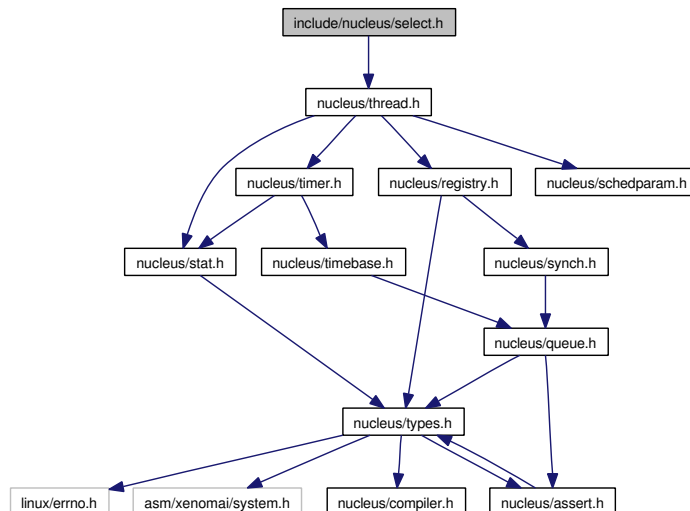 include/nucleus/select.h
nucleus/thread.h
nucleus/timer.h
nucleus/registry.h
nucleus/schedparam.h
nucleus/stat.h
nucleus/timebase.h
nucleus/synch.h
nucleus/queue.h
nucleus/types.h
linux/errno.h
asm/xenomai/system.h
nucleus/compiler.h
nucleus/assert.h